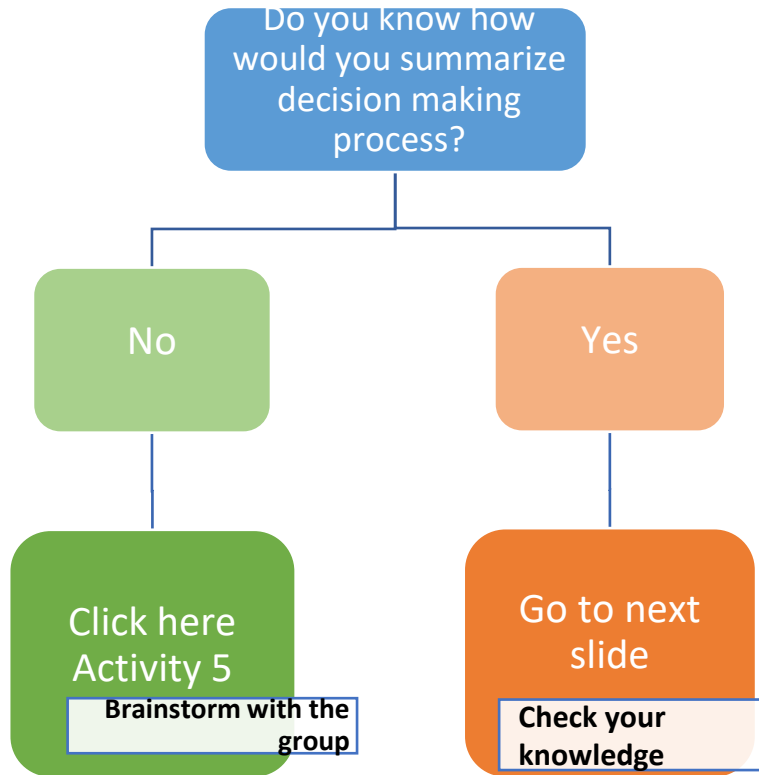 Do you know how
would you summarize
decision making
process?
No
Yes
Click here
Activity 5
Brainstorm with the
group
Go to next
slide
Check your
knowledge